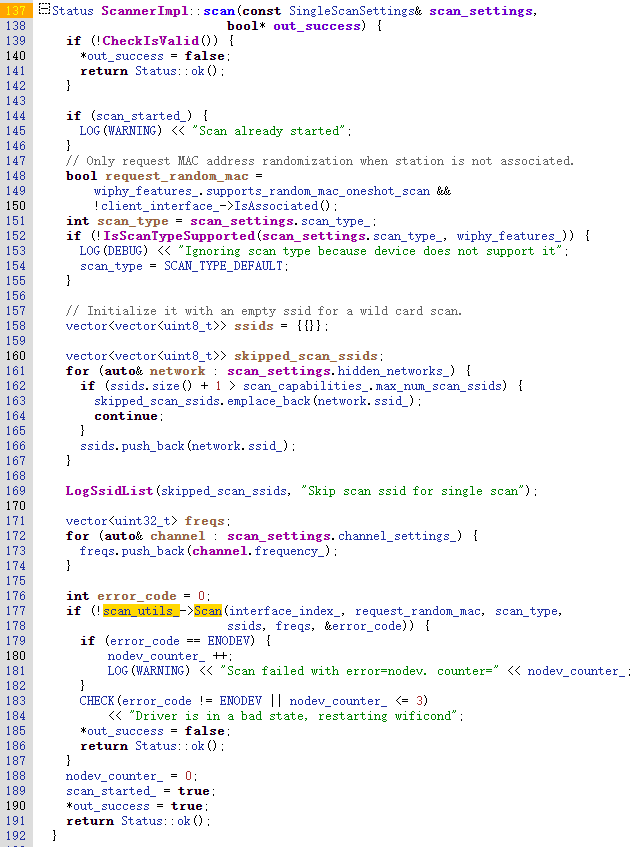 137 Status ScannerImpl::scan(const SingleScanSettings& scan_settings,
138 bool* out_success) {
139 if (!CheckIsValid()) {
140 *out_success = false;
141 return Status::ok();
142 }
143
144 if (scan_started_) {
145 LOG(WARNING) << "Scan already started";
146 }
147 // Only request MAC address randomization when station is not associated.
148 bool request_random_mac =
149 wiphy_features_.supports_random_mac_oneshot_scan &&
150 !client_interface_->IsAssociated();
151 int scan_type = scan_settings.scan_type_;
152 if (!IsScanTypeSupported(scan_settings.scan_type_, wiphy_features_)) {
153 LOG(DEBUG) << "Ignoring scan type because device does not support it";
154 scan_type = SCAN_TYPE_DEFAULT;
155 }
156
157 // Initialize it with an empty ssid for a wild card scan.
158 vector<vector<uint8_t>> ssids = {{}};
159
160 vector<vector<uint8_t>> skipped_scan_ssids;
161 for (auto& network : scan_settings.hidden_networks_) {
162 if (ssids.size() + 1 > scan_capabilities_.max_num_scan_ssids) {
163 skipped_scan_ssids.emplace_back(network.ssid_);
164 continue;
165 }
166 ssids.push_back(network.ssid_);
167 }
168
169 LogSsidList(skipped_scan_ssids, "Skip scan ssid for single scan");
170
171 vector<uint32_t> freqs;
172 for (auto& channel : scan_settings.channel_settings_) {
173 freqs.push_back(channel.frequency_);
174 }
175
176 int error_code = 0;
177 if (!scan_utils_->Scan(interface_index_, request_random_mac, scan_type,
178 ssids, freqs, &error_code)) {
179 if (error_code == ENODEV) {
180 nodev_counter_ ++;
181 LOG(WARNING) << "Scan failed with error=nodev. counter=" << nodev_counter_;
182 }
183 CHECK(error_code != ENODEV || nodev_counter_ <= 3)
184 << "Driver is in a bad state, restarting wificond";
185 *out_success = false;
186 return Status::ok();
187 }
188 nodev_counter_ = 0;
189 scan_started_ = true;
190 *out_success = true;
191 return Status::ok();
192 }